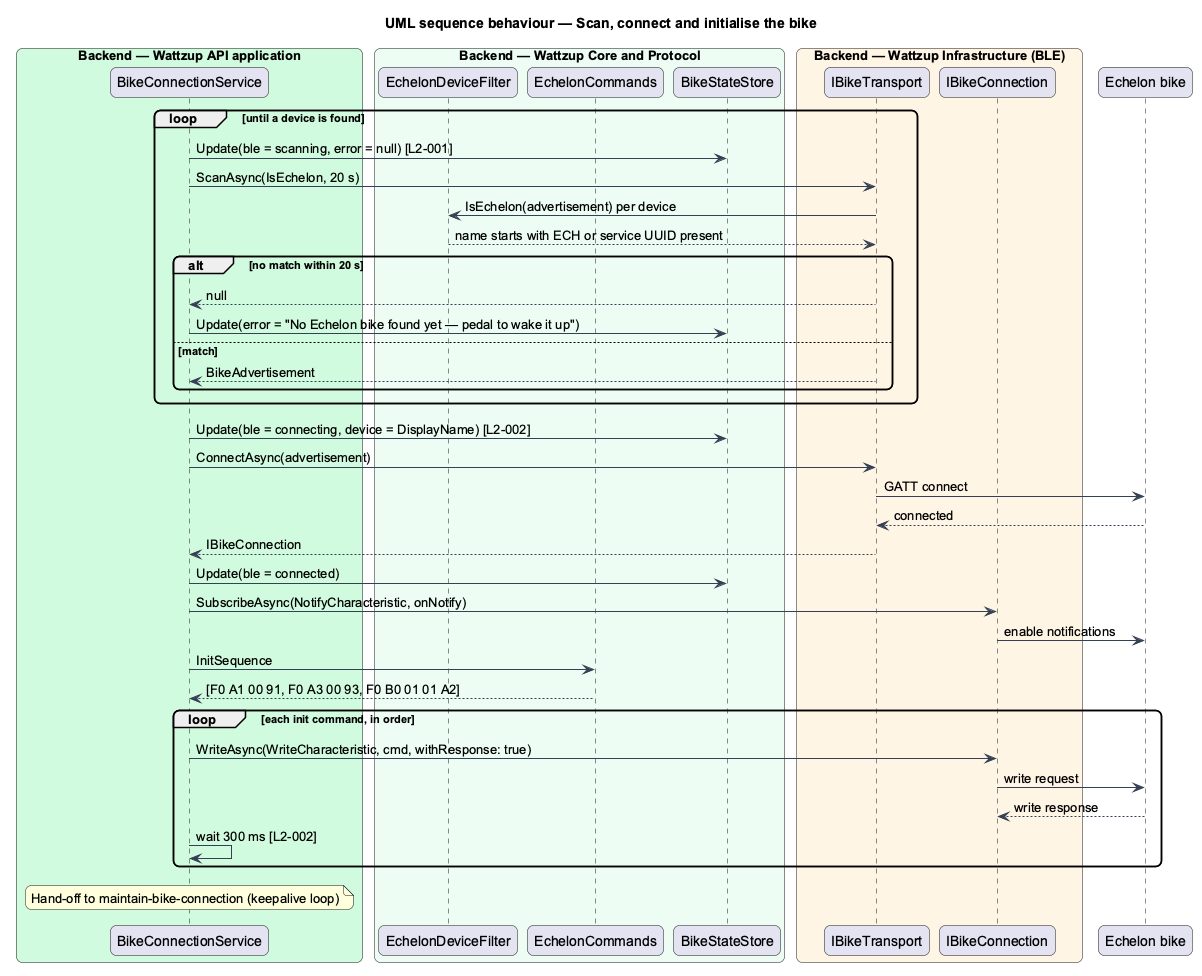 UML sequence behaviour — Scan, connect and initialise the bike
Backend — Wattzup API application
Backend — Wattzup Core and Protocol
Backend — Wattzup Infrastructure (BLE)
BikeConnectionService
EchelonDeviceFilter
EchelonCommands
BikeStateStore
IBikeTransport
IBikeConnection
Echelon bike
loop
[until a device is found]
Update(ble = scanning, error = null) [L2-001]
ScanAsync(IsEchelon, 20 s)
IsEchelon(advertisement) per device
name starts with ECH or service UUID present
alt
[no match within 20 s]
null
Update(error = "No Echelon bike found yet — pedal to wake it up")
[match]
BikeAdvertisement
Update(ble = connecting, device = DisplayName) [L2-002]
ConnectAsync(advertisement)
GATT connect
connected
IBikeConnection
Update(ble = connected)
SubscribeAsync(NotifyCharacteristic, onNotify)
enable notifications
InitSequence
[F0 A1 00 91, F0 A3 00 93, F0 B0 01 01 A2]
loop
[each init command, in order]
WriteAsync(WriteCharacteristic, cmd, withResponse: true)
write request
write response
wait 300 ms [L2-002]
Hand-off to maintain-bike-connection (keepalive loop)
BikeConnectionService
EchelonDeviceFilter
EchelonCommands
BikeStateStore
IBikeTransport
IBikeConnection
Echelon bike